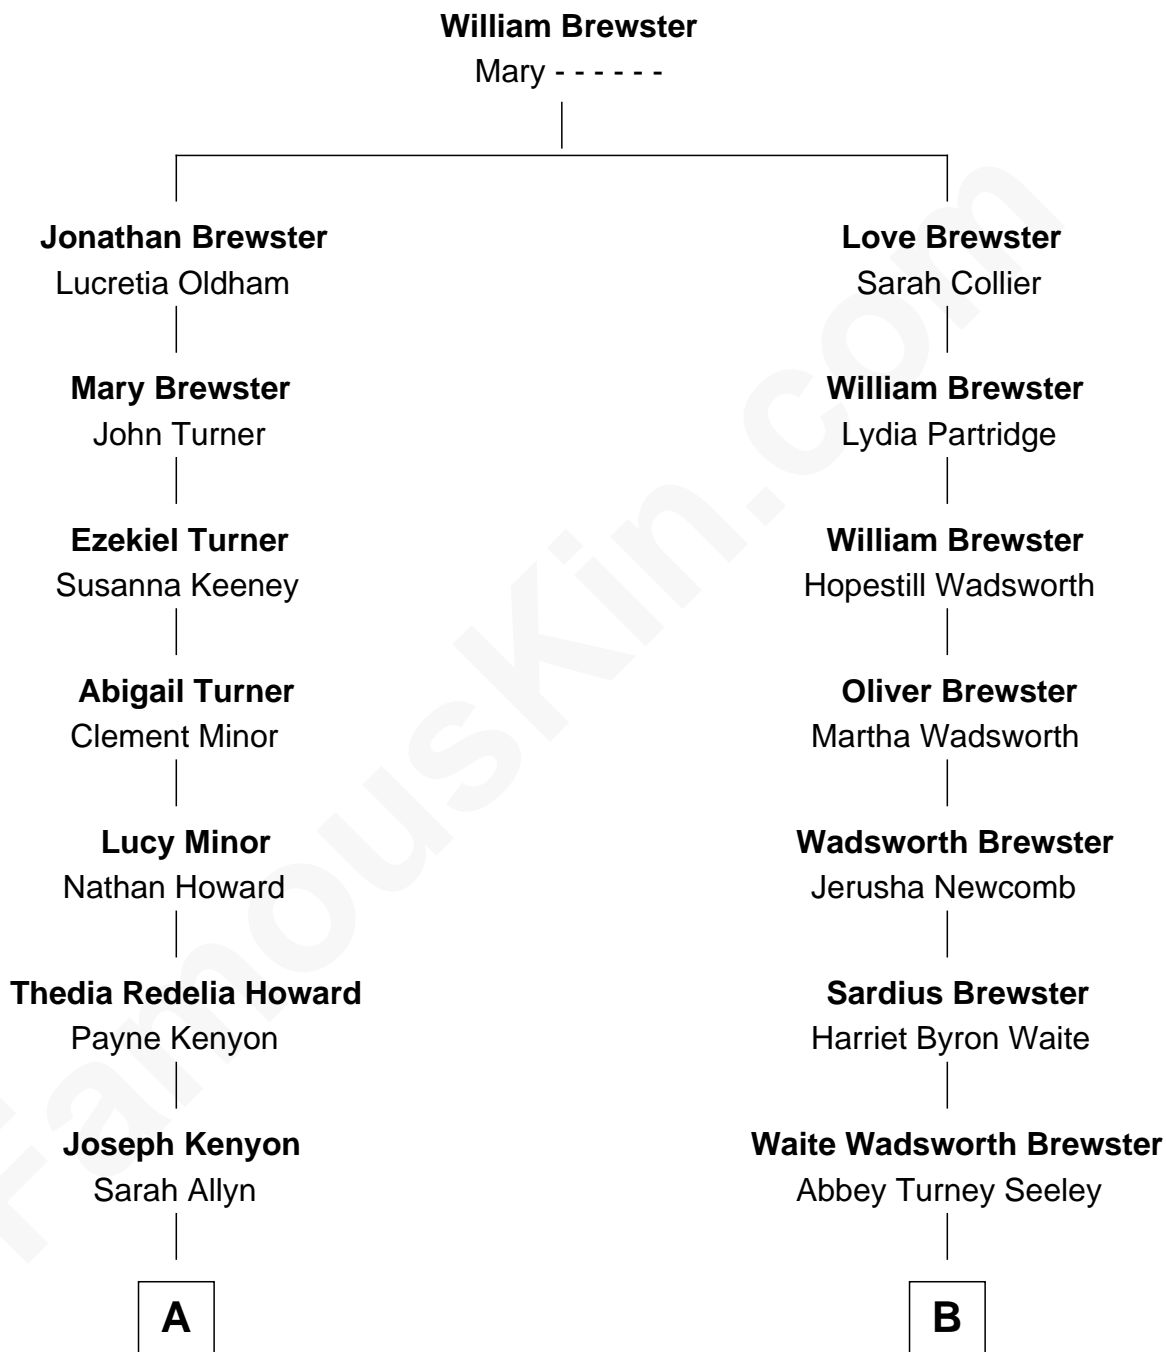 William Brewster
Mary - - - - - -
Jonathan Brewster
Lucretia Oldham
Love Brewster
Sarah Collier
Mary Brewster
John Turner
William Brewster
Lydia Partridge
Ezekiel Turner
Susanna Keeney
William Brewster
Hopestill Wadsworth
Abigail Turner
Clement Minor
Oliver Brewster
Martha Wadsworth
Lucy Minor
Nathan Howard
Wadsworth Brewster
Jerusha Newcomb
Thedia Redelia Howard
Payne Kenyon
Sardius Brewster
Harriet Byron Waite
Joseph Kenyon
Sarah Allyn
Waite Wadsworth Brewster
Abbey Turney Seeley
A
B
FamousKin.com